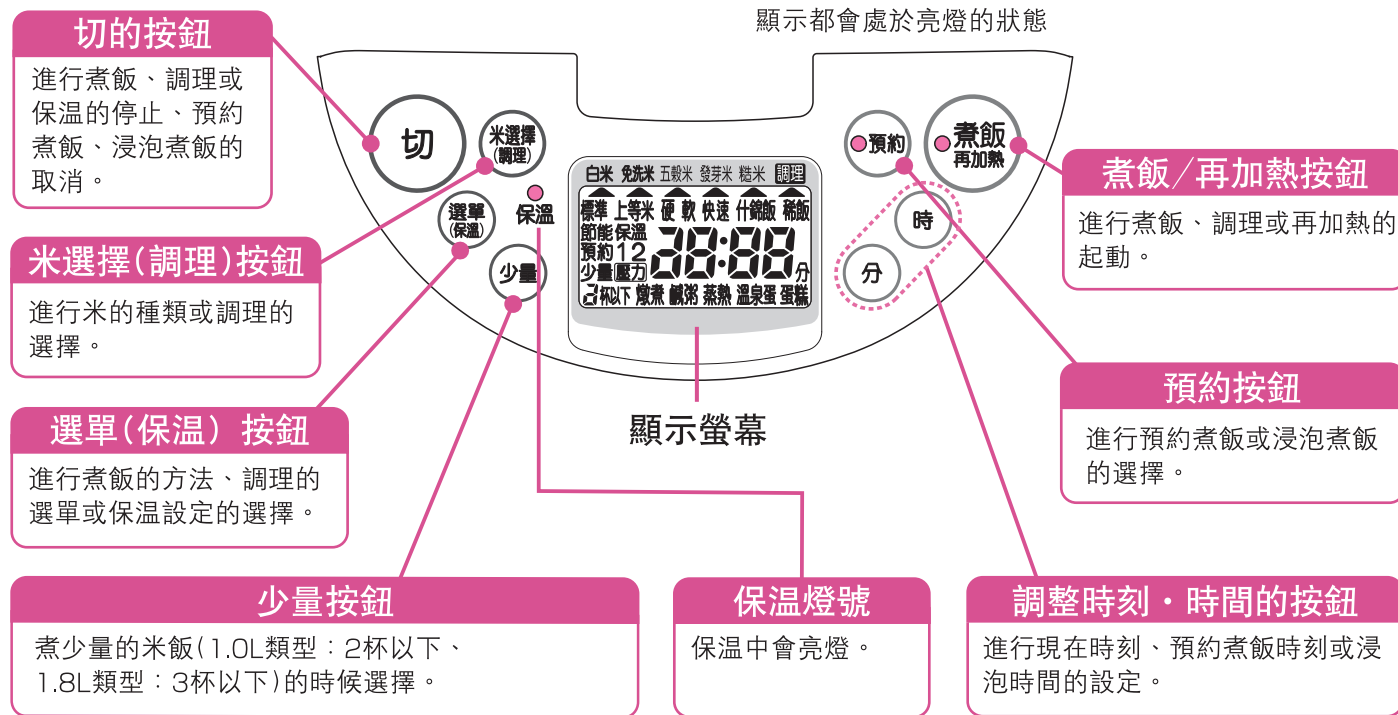 顯示都會處於亮燈的狀態
切的按鈕
進行煮飯、調理或
保温的停止、預約
煮飯、浸泡煮飯的
取消。
米選擇(調理)按鈕
進行米的種類或調理的
選擇。
選單(保温) 按鈕
進行煮飯的方法、調理的
選單或保温設定的選擇。
少量按鈕
煮少量的米飯(1.0L類型：2杯以下、
1.8L類型：3杯以下)的時候選擇。
切
米選擇
(調理)
選單
(保溫)
保溫
少量
白米 免洗米 五穀米 發芽米 糙米 調理
標準 上等米 硬 軟 快速 什錦飯 稀飯
節能保溫
預約12
少量 壓力
38:88分
2杯以下 燉煮 鹹粥 蒸熱 溫泉蛋 蛋糕
顯示螢幕
預約
煮飯
再加熱
時
分
煮飯/再加熱按鈕
進行煮飯、調理或再加熱的
起動。
預約按鈕
進行預約煮飯或浸泡煮飯
的選擇。
保温燈號
保温中會亮燈。
調整時刻・時間的按鈕
進行現在時刻、預約煮飯時刻或浸
泡時間的設定。